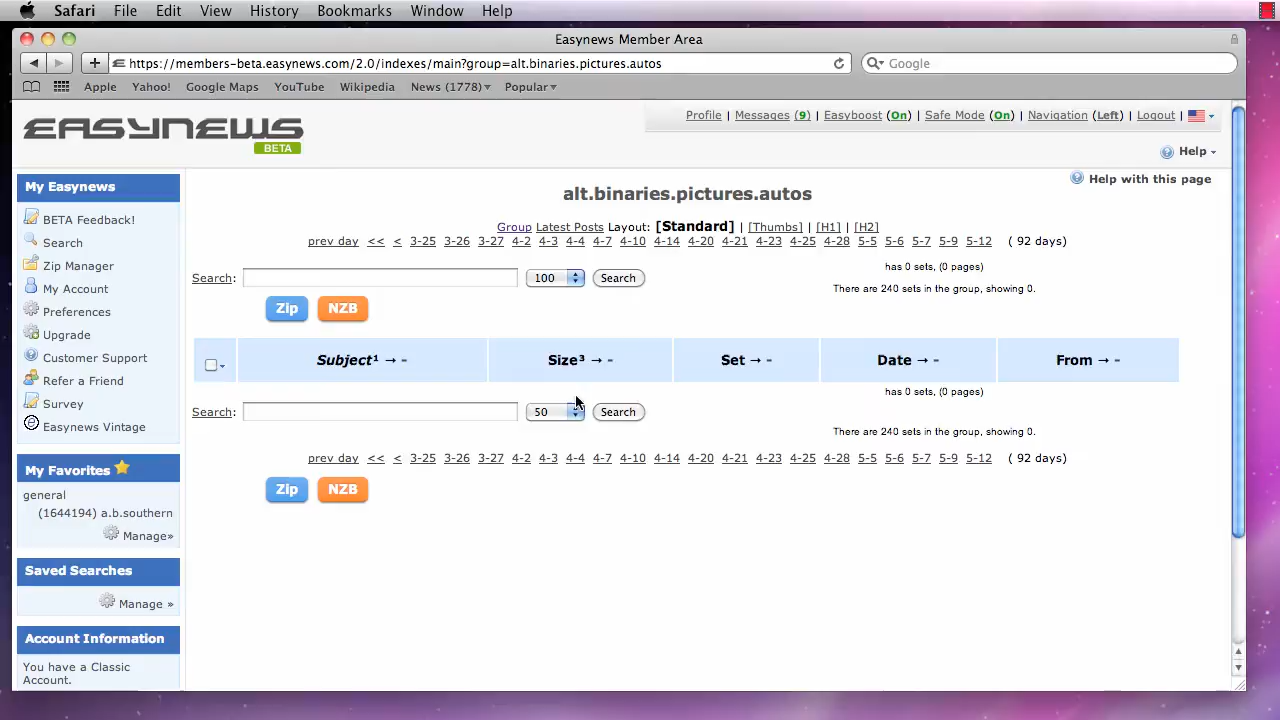 Safari File Edit View History Bookmarks Window Help
Easynews Member Area
https://members-beta.easynews.com/2.0/indexes/main?group=alt.binaries.pictures.autos
Google
Apple Yahoo! Google Maps YouTube Wikipedia News (1778)▾ Popular▾
EASYNEWS
BETA
Profile | Messages (9) | Easyboost (On) | Safe Mode (On) | Navigation (Left) | Logout |
Help
My Easynews
BETA Feedback!
Search
Zip Manager
My Account
Preferences
Upgrade
Customer Support
Refer a Friend
Survey
Easynews Vintage
My Favorites
general
(1644194) a.b.southern
Manage»
Saved Searches
Manage »
Account Information
You have a Classic
Account.
Help with this page
alt.binaries.pictures.autos
Group Latest Posts Layout: [Standard] | [Thumbs] | [H1] | [H2]
prev day << < 3-25 3-26 3-27 4-2 4-3 4-4 4-7 4-10 4-14 4-20 4-21 4-23 4-25 4-28 5-5 5-6 5-7 5-9 5-12 ( 92 days)
has 0 sets, (0 pages)
Search: 100 Search
There are 240 sets in the group, showing 0.
Zip NZB
Subject¹ → - Size³ → - Set → - Date → - From → -
has 0 sets, (0 pages)
Search: 50 Search
There are 240 sets in the group, showing 0.
prev day << < 3-25 3-26 3-27 4-2 4-3 4-4 4-7 4-10 4-14 4-20 4-21 4-23 4-25 4-28 5-5 5-6 5-7 5-9 5-12 ( 92 days)
Zip NZB